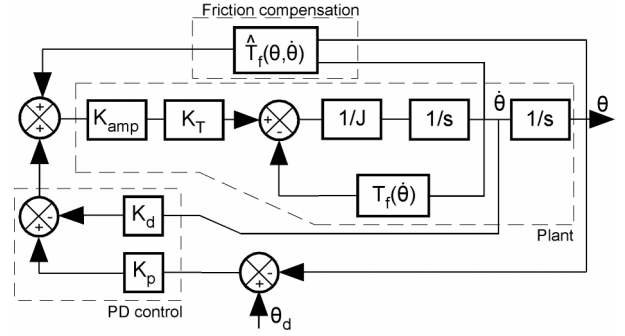 Friction compensation
T̂f(θ,θ̇)
+
+
Kamp
KT
+
-
1/J
1/s
θ̇
1/s
θ
Tf(θ̇)
+
-
Kd
Plant
Kp
+
-
θd
PD control